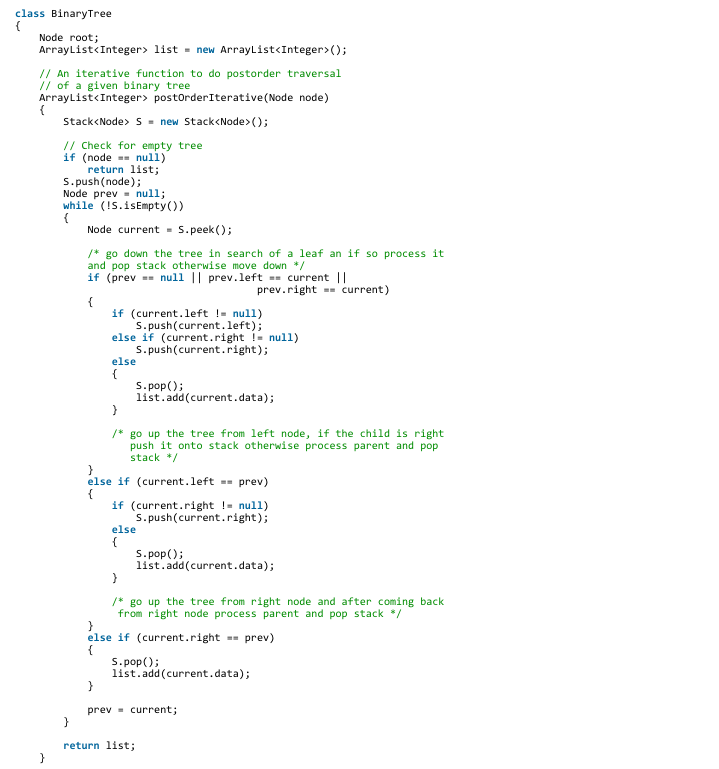 class BinaryTree
{
    Node root;
    ArrayList<Integer> list = new ArrayList<Integer>();

    // An iterative function to do postorder traversal
    // of a given binary tree
    ArrayList<Integer> postOrderIterative(Node node)
    {
        Stack<Node> S = new Stack<Node>();

        // Check for empty tree
        if (node == null)
            return list;
        S.push(node);
        Node prev = null;
        while (!S.isEmpty())
        {
            Node current = S.peek();

            /* go down the tree in search of a leaf an if so process it
            and pop stack otherwise move down */
            if (prev == null || prev.left == current ||
                                        prev.right == current)
            {
                if (current.left != null)
                    S.push(current.left);
                else if (current.right != null)
                    S.push(current.right);
                else
                {
                    S.pop();
                    list.add(current.data);
                }

                /* go up the tree from left node, if the child is right
                   push it onto stack otherwise process parent and pop
                   stack */
            }
            else if (current.left == prev)
            {
                if (current.right != null)
                    S.push(current.right);
                else
                {
                    S.pop();
                    list.add(current.data);
                }

                /* go up the tree from right node and after coming back
                 from right node process parent and pop stack */
            }
            else if (current.right == prev)
            {
                S.pop();
                list.add(current.data);
            }

            prev = current;
        }

        return list;
    }